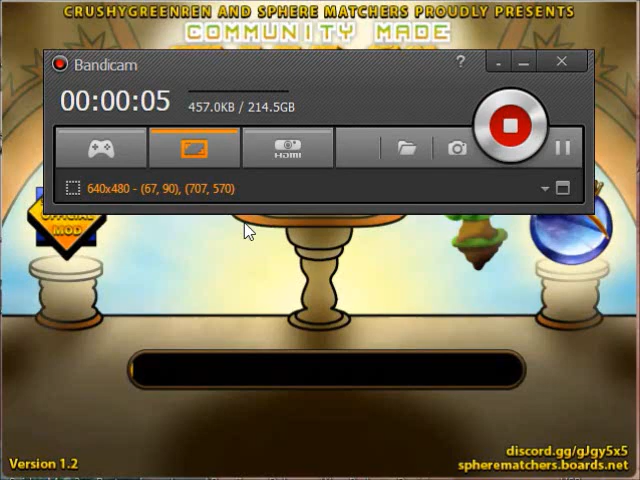 CRUSHYGREENREN AND SPHERE MATCHERS PROUDLY PRESENTS
COMMUNITY MADE
Bandicam
?
00:00:05
457.0KB / 214.5GB
HDMI
640x480 - (67, 90), (707, 570)
OFFICIAL
MOD
Version 1.2
discord.gg/gJgy5x5
spherematchers.boards.net